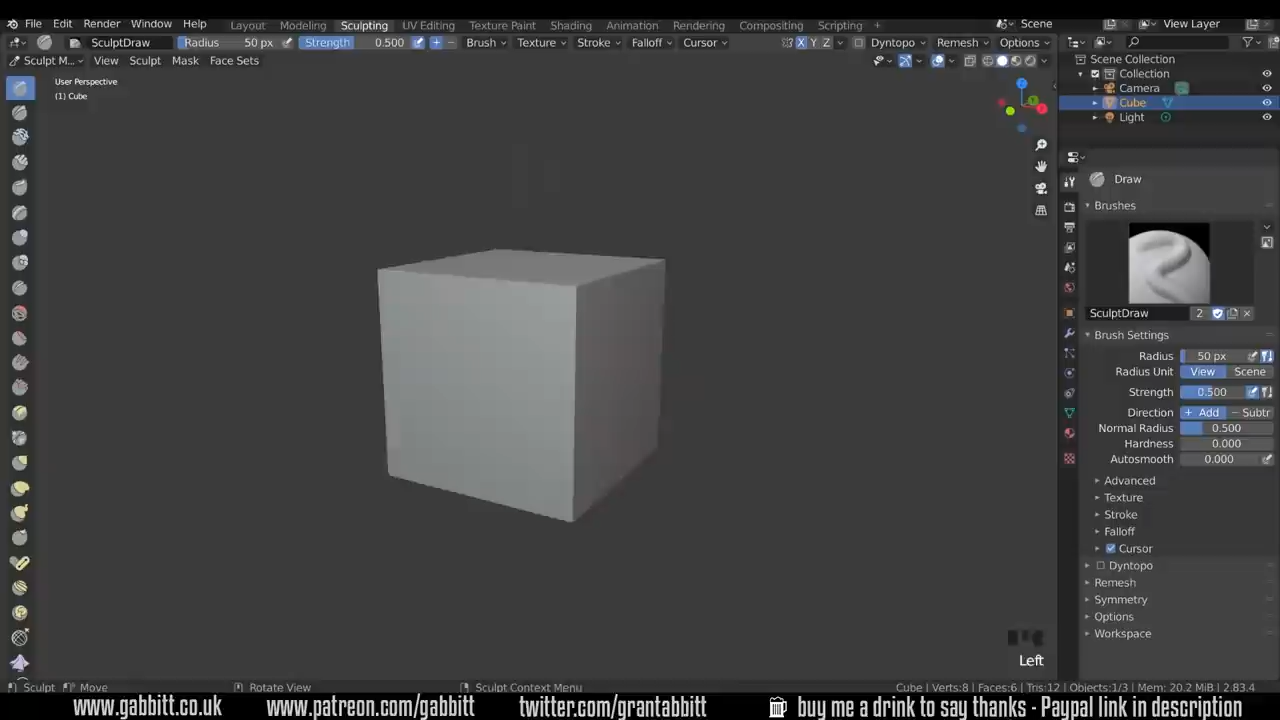 File Edit Render Window Help Layout Modeling Sculpting UV Editing Texture Paint Shading Animation Rendering Compositing Scripting + Scene View Layer
SculptDraw Radius 50 px Strength 0.500 + − Brush Texture Stroke Falloff Cursor X Y Z Dyntopo Remesh Options
Sculpt M... View Sculpt Mask Face Sets
Scene Collection
Collection
Camera
Cube
Light
User Perspective
(1) Cube
Draw
Brushes
SculptDraw 2
Brush Settings
Radius 50 px
Radius Unit View Scene
Strength 0.500
Direction + Add − Subtr
Normal Radius 0.500
Hardness 0.000
Autosmooth 0.000
Advanced
Texture
Stroke
Falloff
Cursor
Dyntopo
Remesh
Symmetry
Options
Workspace
Left
Sculpt Move Rotate View Sculpt Context Menu Cube | Verts:8 | Faces:6 | Tris:12 | Objects:1/3 | Mem: 20.2 MiB | 2.83.4
www.gabbitt.co.uk www.patreon.com/gabbitt twitter.com/grantabbitt buy me a drink to say thanks - Paypal link in description